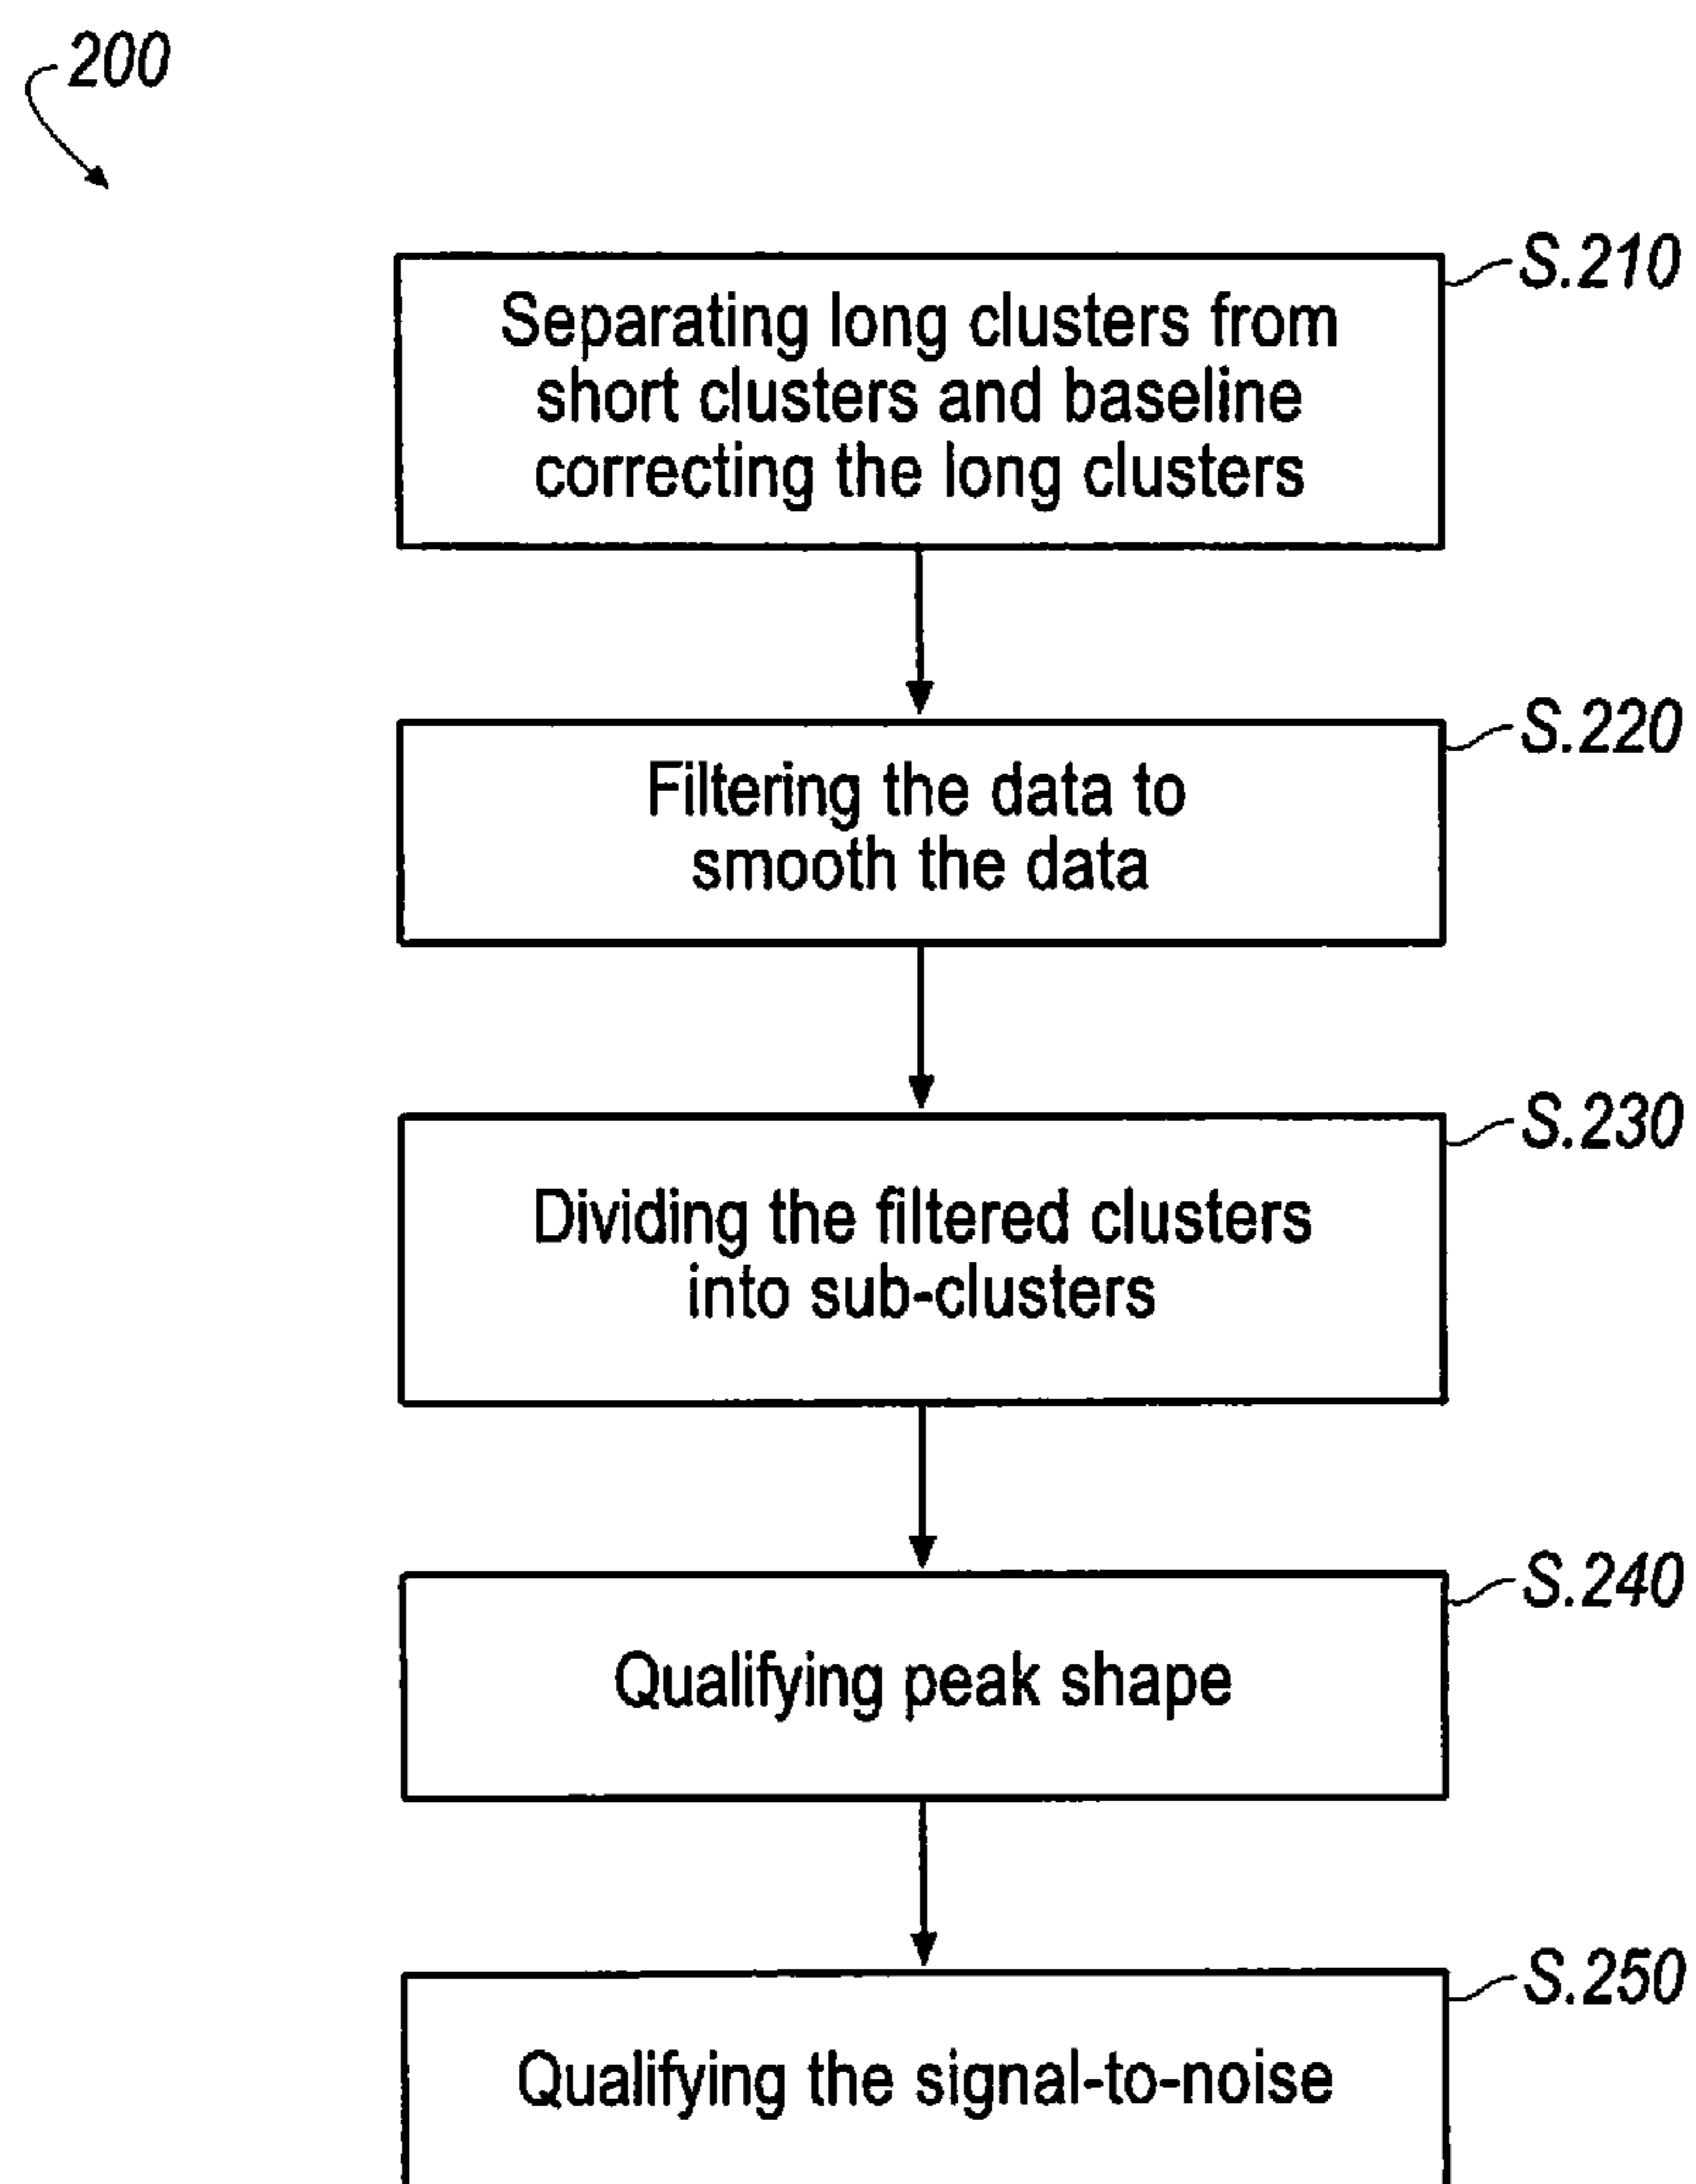 200
S.210
Separating long clusters from
short clusters and baseline
correcting the long clusters
S.220
Filtering the data to
smooth the data
S.230
Dividing the filtered clusters
into sub-clusters
S.240
Qualifying peak shape
S.250
Qualifying the signal-to-noise